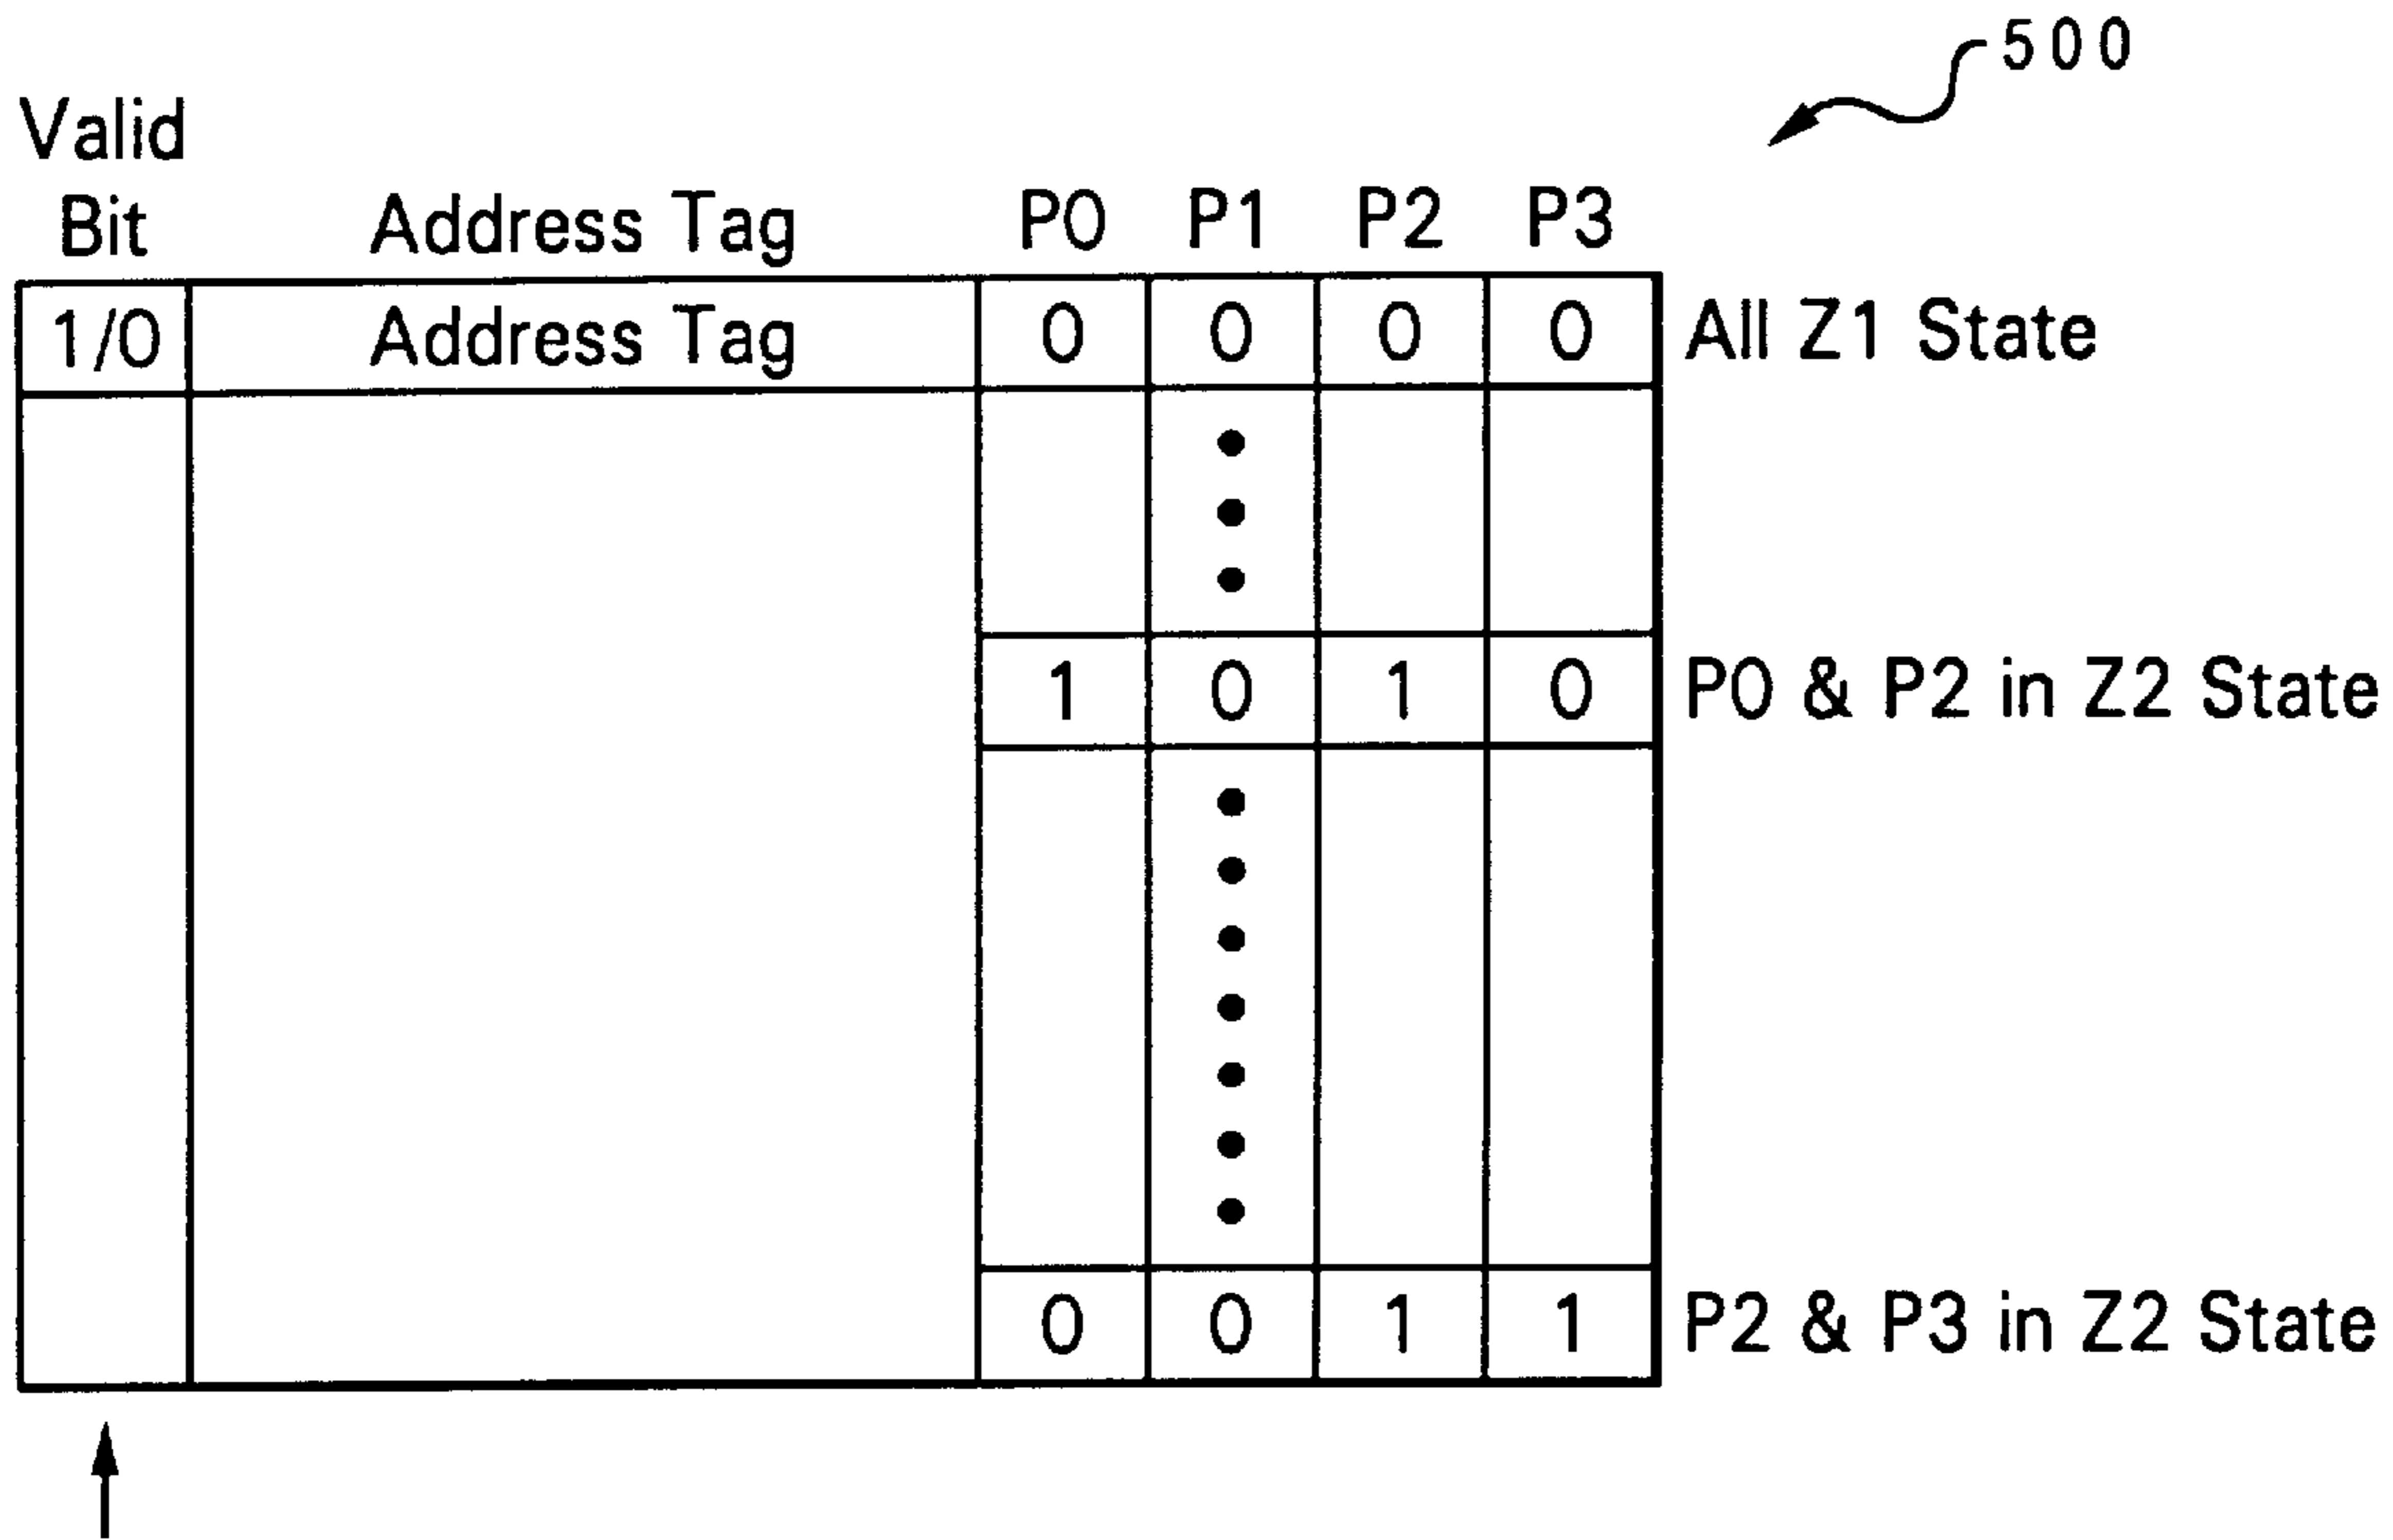 500
Valid
Bit Address Tag P0 P1 P2 P3
1/0 Address Tag 0 0 0 0 All Z1 State
1 0 1 0 P0 & P2 in Z2 State
0 0 1 1 P2 & P3 in Z2 State